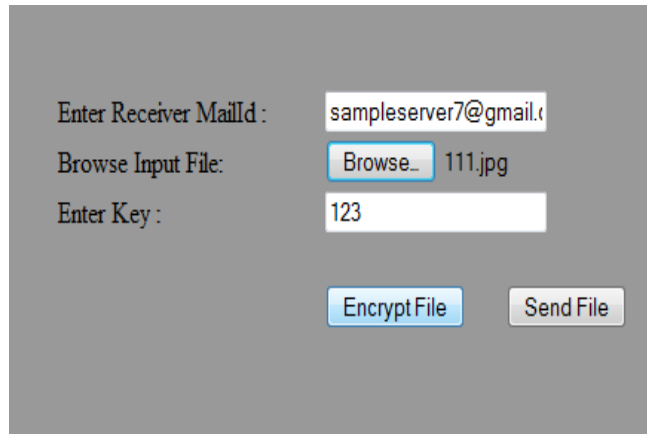 Enter Receiver MailId : sampleserver7@gmail.
Browse Input File: Browse... 111.jpg
Enter Key : 123
Encrypt File Send File